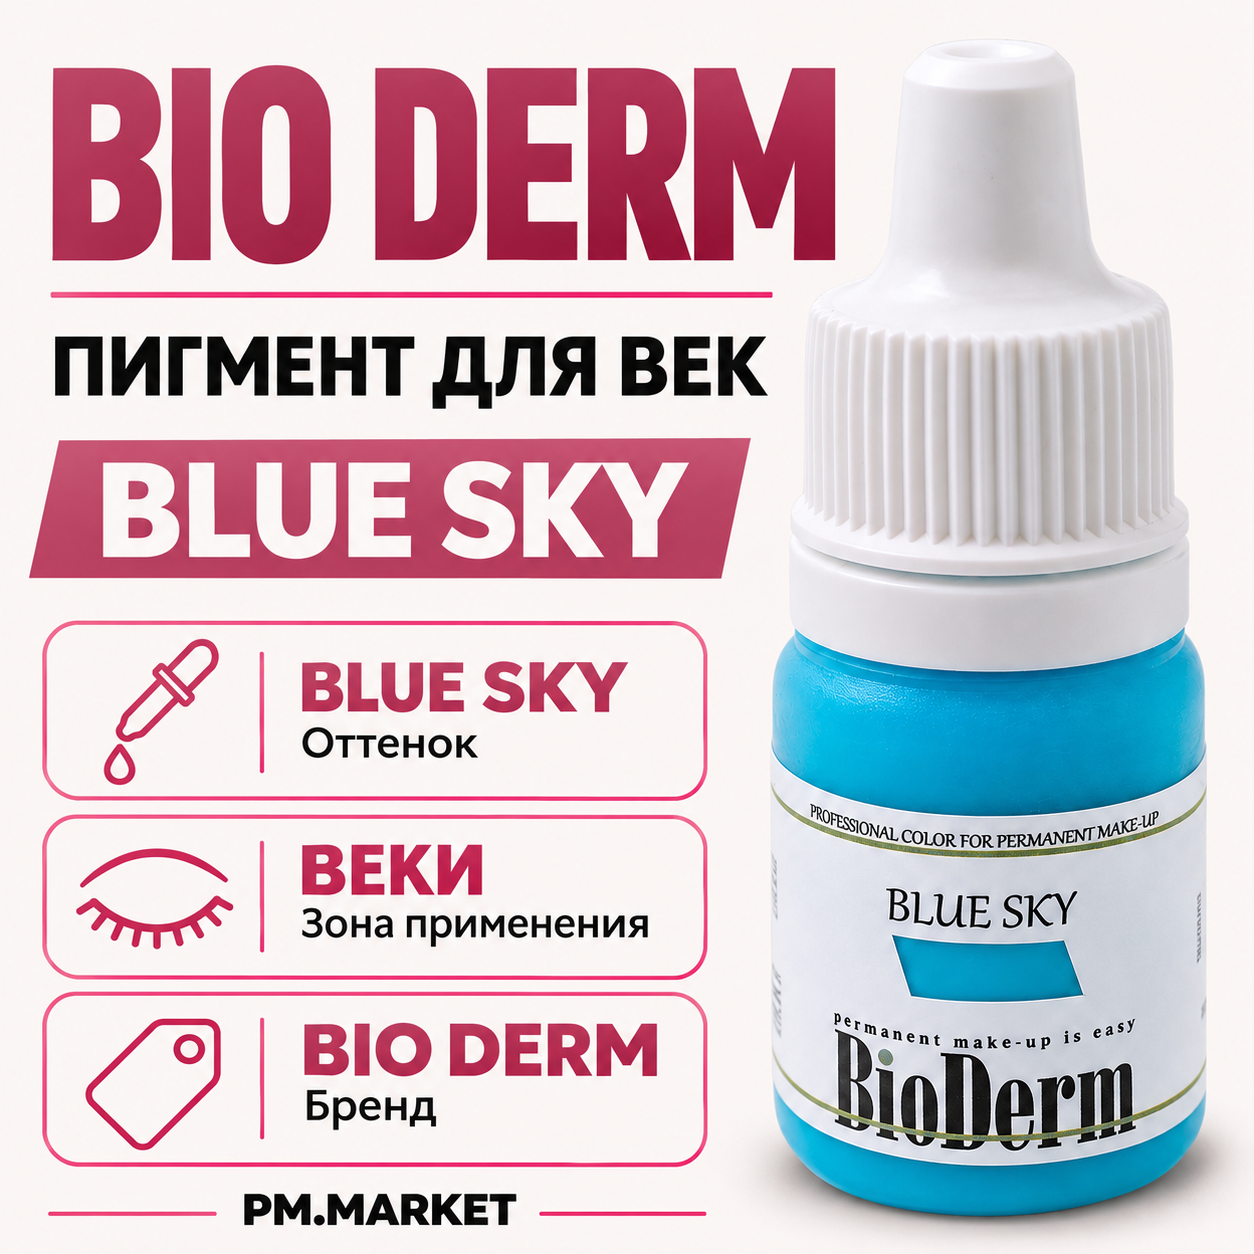 BIO DERM
ПИГМЕНТ ДЛЯ ВЕК
BLUE SKY
BLUE SKY
Оттенок
ВЕКИ
Зона применения
BIO DERM
Бренд
PM.MARKET
PROFESSIONAL COLOR FOR PERMANENT MAKE-UP
BLUE SKY
permanent make-up is easy
BioDerm